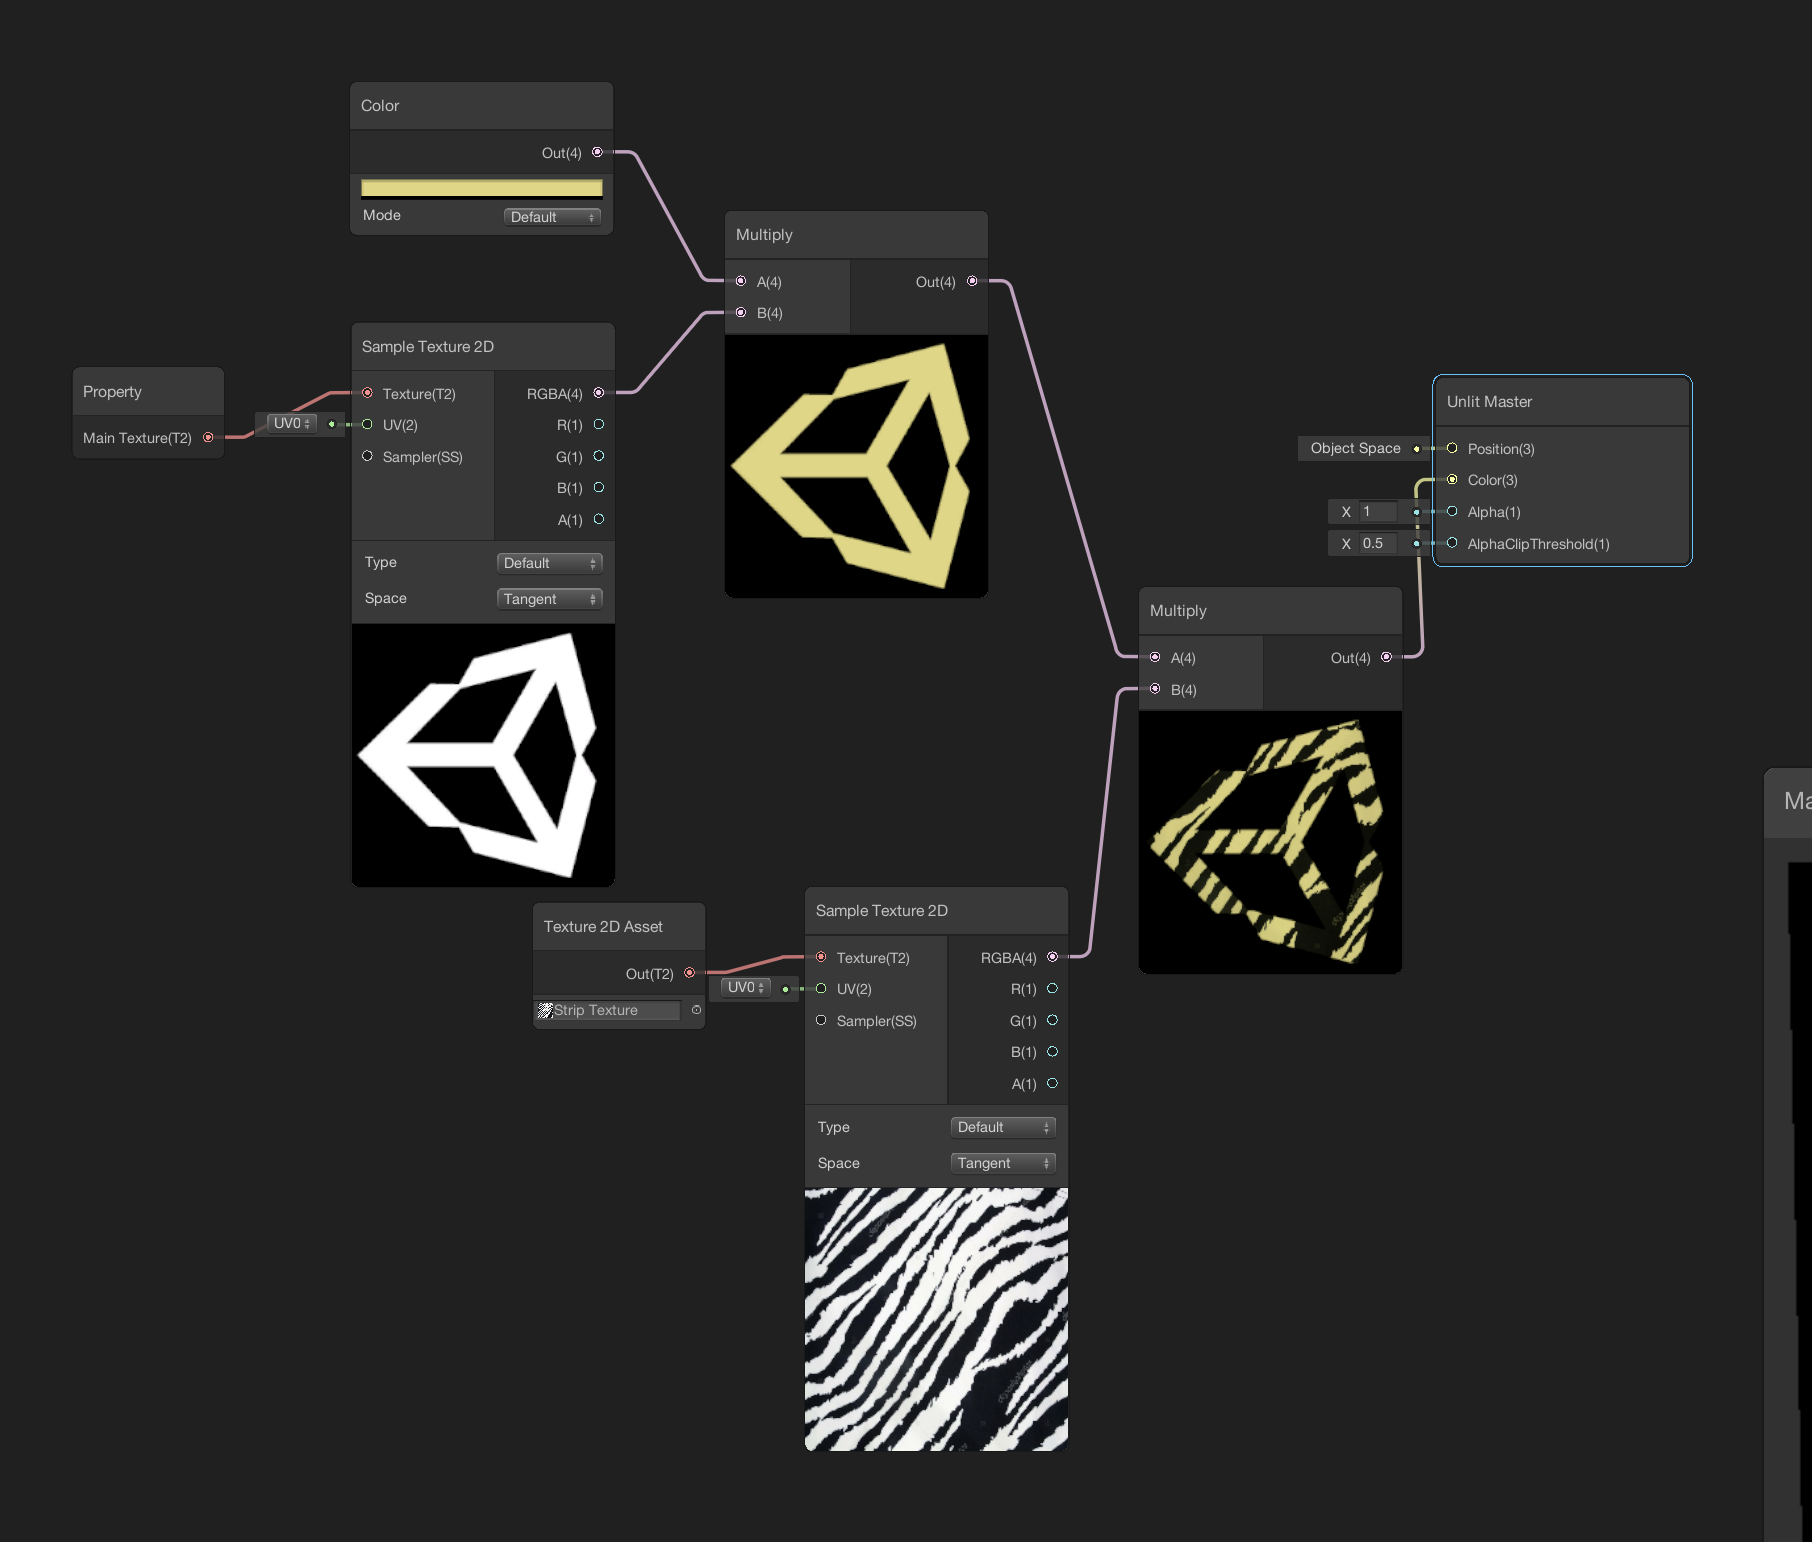 Color
Out(4)
Mode
Default
Multiply
A(4)
Out(4)
B(4)
Sample Texture 2D
Texture(T2)
RGBA(4)
UV0
UV(2)
R(1)
Sampler(SS)
G(1)
B(1)
A(1)
Type
Default
Space
Tangent
Property
Main Texture(T2)
Unlit Master
Object Space
Position(3)
Color(3)
X 1
Alpha(1)
X 0.5
AlphaClipThreshold(1)
Multiply
A(4)
Out(4)
B(4)
Ma
Texture 2D Asset
Out(T2)
Strip Texture
Sample Texture 2D
Texture(T2)
RGBA(4)
UV0
UV(2)
R(1)
Sampler(SS)
G(1)
B(1)
A(1)
Type
Default
Space
Tangent